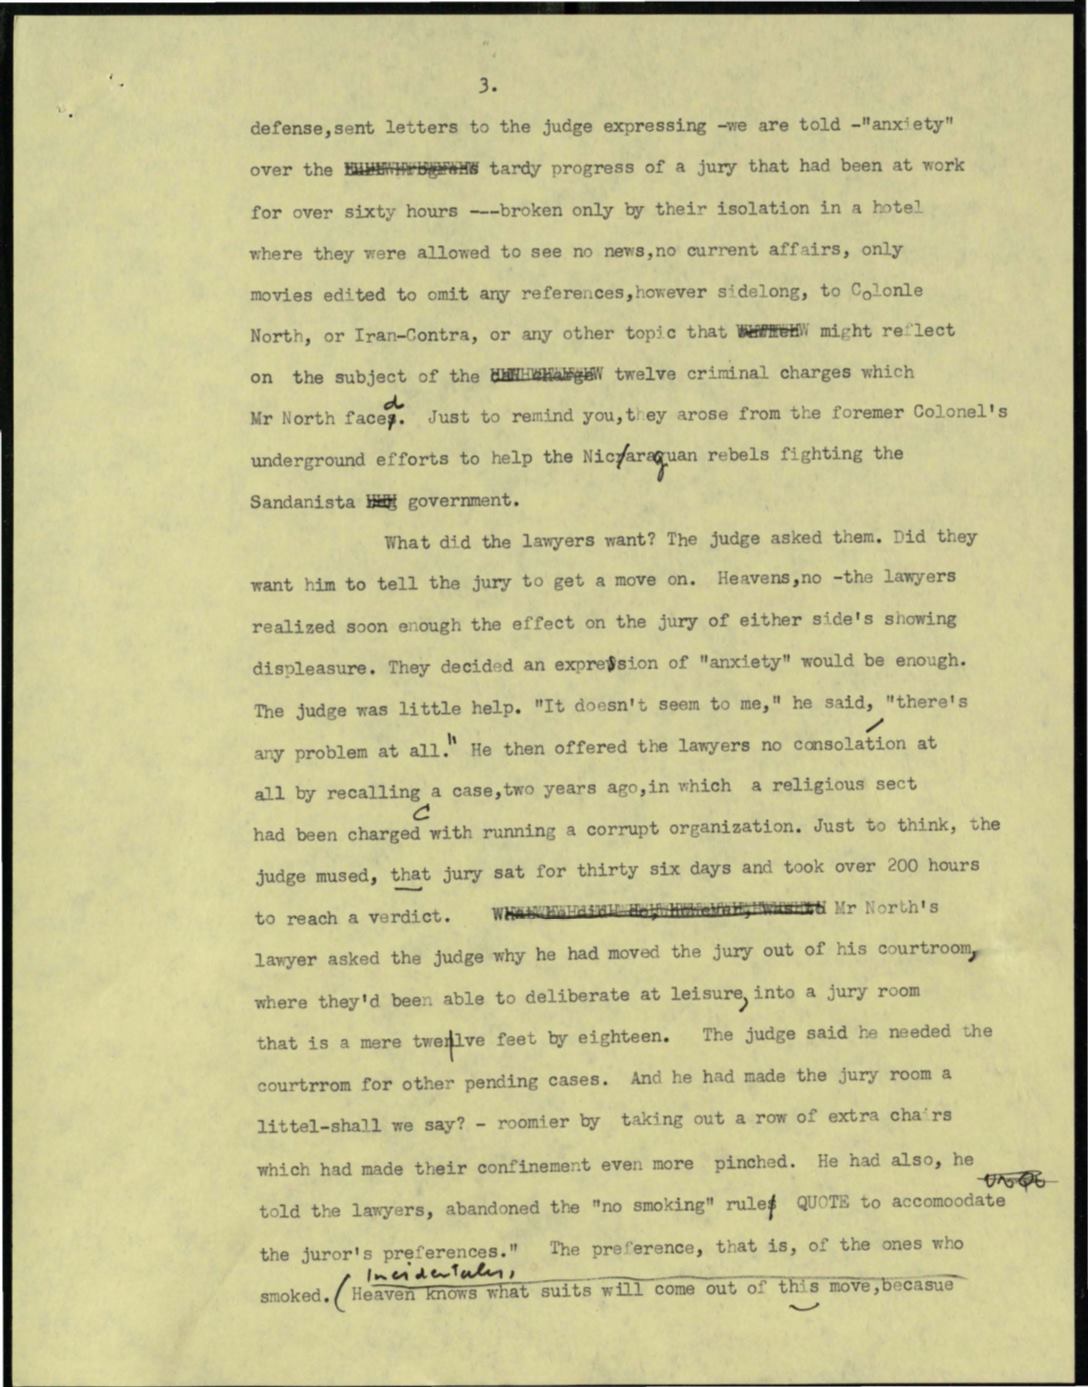 3.
defense,sent letters to the judge expressing -we are told -"anxiety"
over the tardy progress of a jury that had been at work
for over sixty hours ---broken only by their isolation in a hotel
where they were allowed to see no news,no current affairs, only
movies edited to omit any references,however sidelong, to Colonle
North, or Iran-Contra, or any other topic that might reflect
on the subject of the twelve criminal charges which
Mr North faced. Just to remind you,they arose from the foremer Colonel's
underground efforts to help the Nicaraguan rebels fighting the
Sandanista government.
What did the lawyers want? The judge asked them. Did they
want him to tell the jury to get a move on. Heavens,no -the lawyers
realized soon enough the effect on the jury of either side's showing
displeasure. They decided an expression of "anxiety" would be enough.
The judge was little help. "It doesn't seem to me," he said, "there's
any problem at all." He then offered the lawyers no consolation at
all by recalling a case,two years ago,in which a religious sect
had been charged with running a corrupt organization. Just to think, the
judge mused, that jury sat for thirty six days and took over 200 hours
to reach a verdict. Mr North's
lawyer asked the judge why he had moved the jury out of his courtroom,
where they'd been able to deliberate at leisure, into a jury room
that is a mere twelve feet by eighteen. The judge said he needed the
courtrrom for other pending cases. And he had made the jury room a
littel-shall we say? - roomier by taking out a row of extra chairs
which had made their confinement even more pinched. He had also, he
told the lawyers, abandoned the "no smoking" rule QUOTE to accomoodate
the juror's preferences." The preference, that is, of the ones who
Incidentally,
smoked. (Heaven knows what suits will come out of this move,becasue